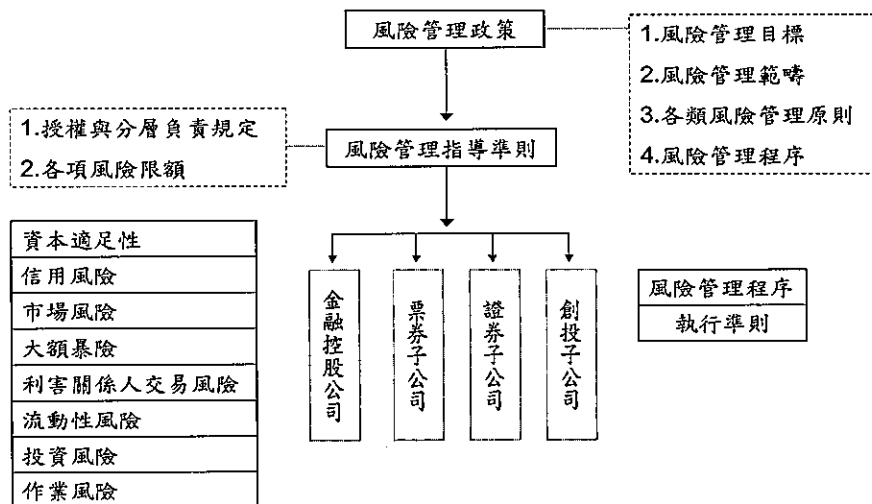 風險管理政策
1.風險管理目標
2.風險管理範疇
3.各類風險管理原則
4.風險管理程序
1.授權與分層負責規定
2.各項風險限額
風險管理指導準則
資本適足性
信用風險
市場風險
大額暴險
利害關係人交易風險
流動性風險
投資風險
作業風險
金融控股公司
票券子公司
證券子公司
創投子公司
風險管理程序
執行準則